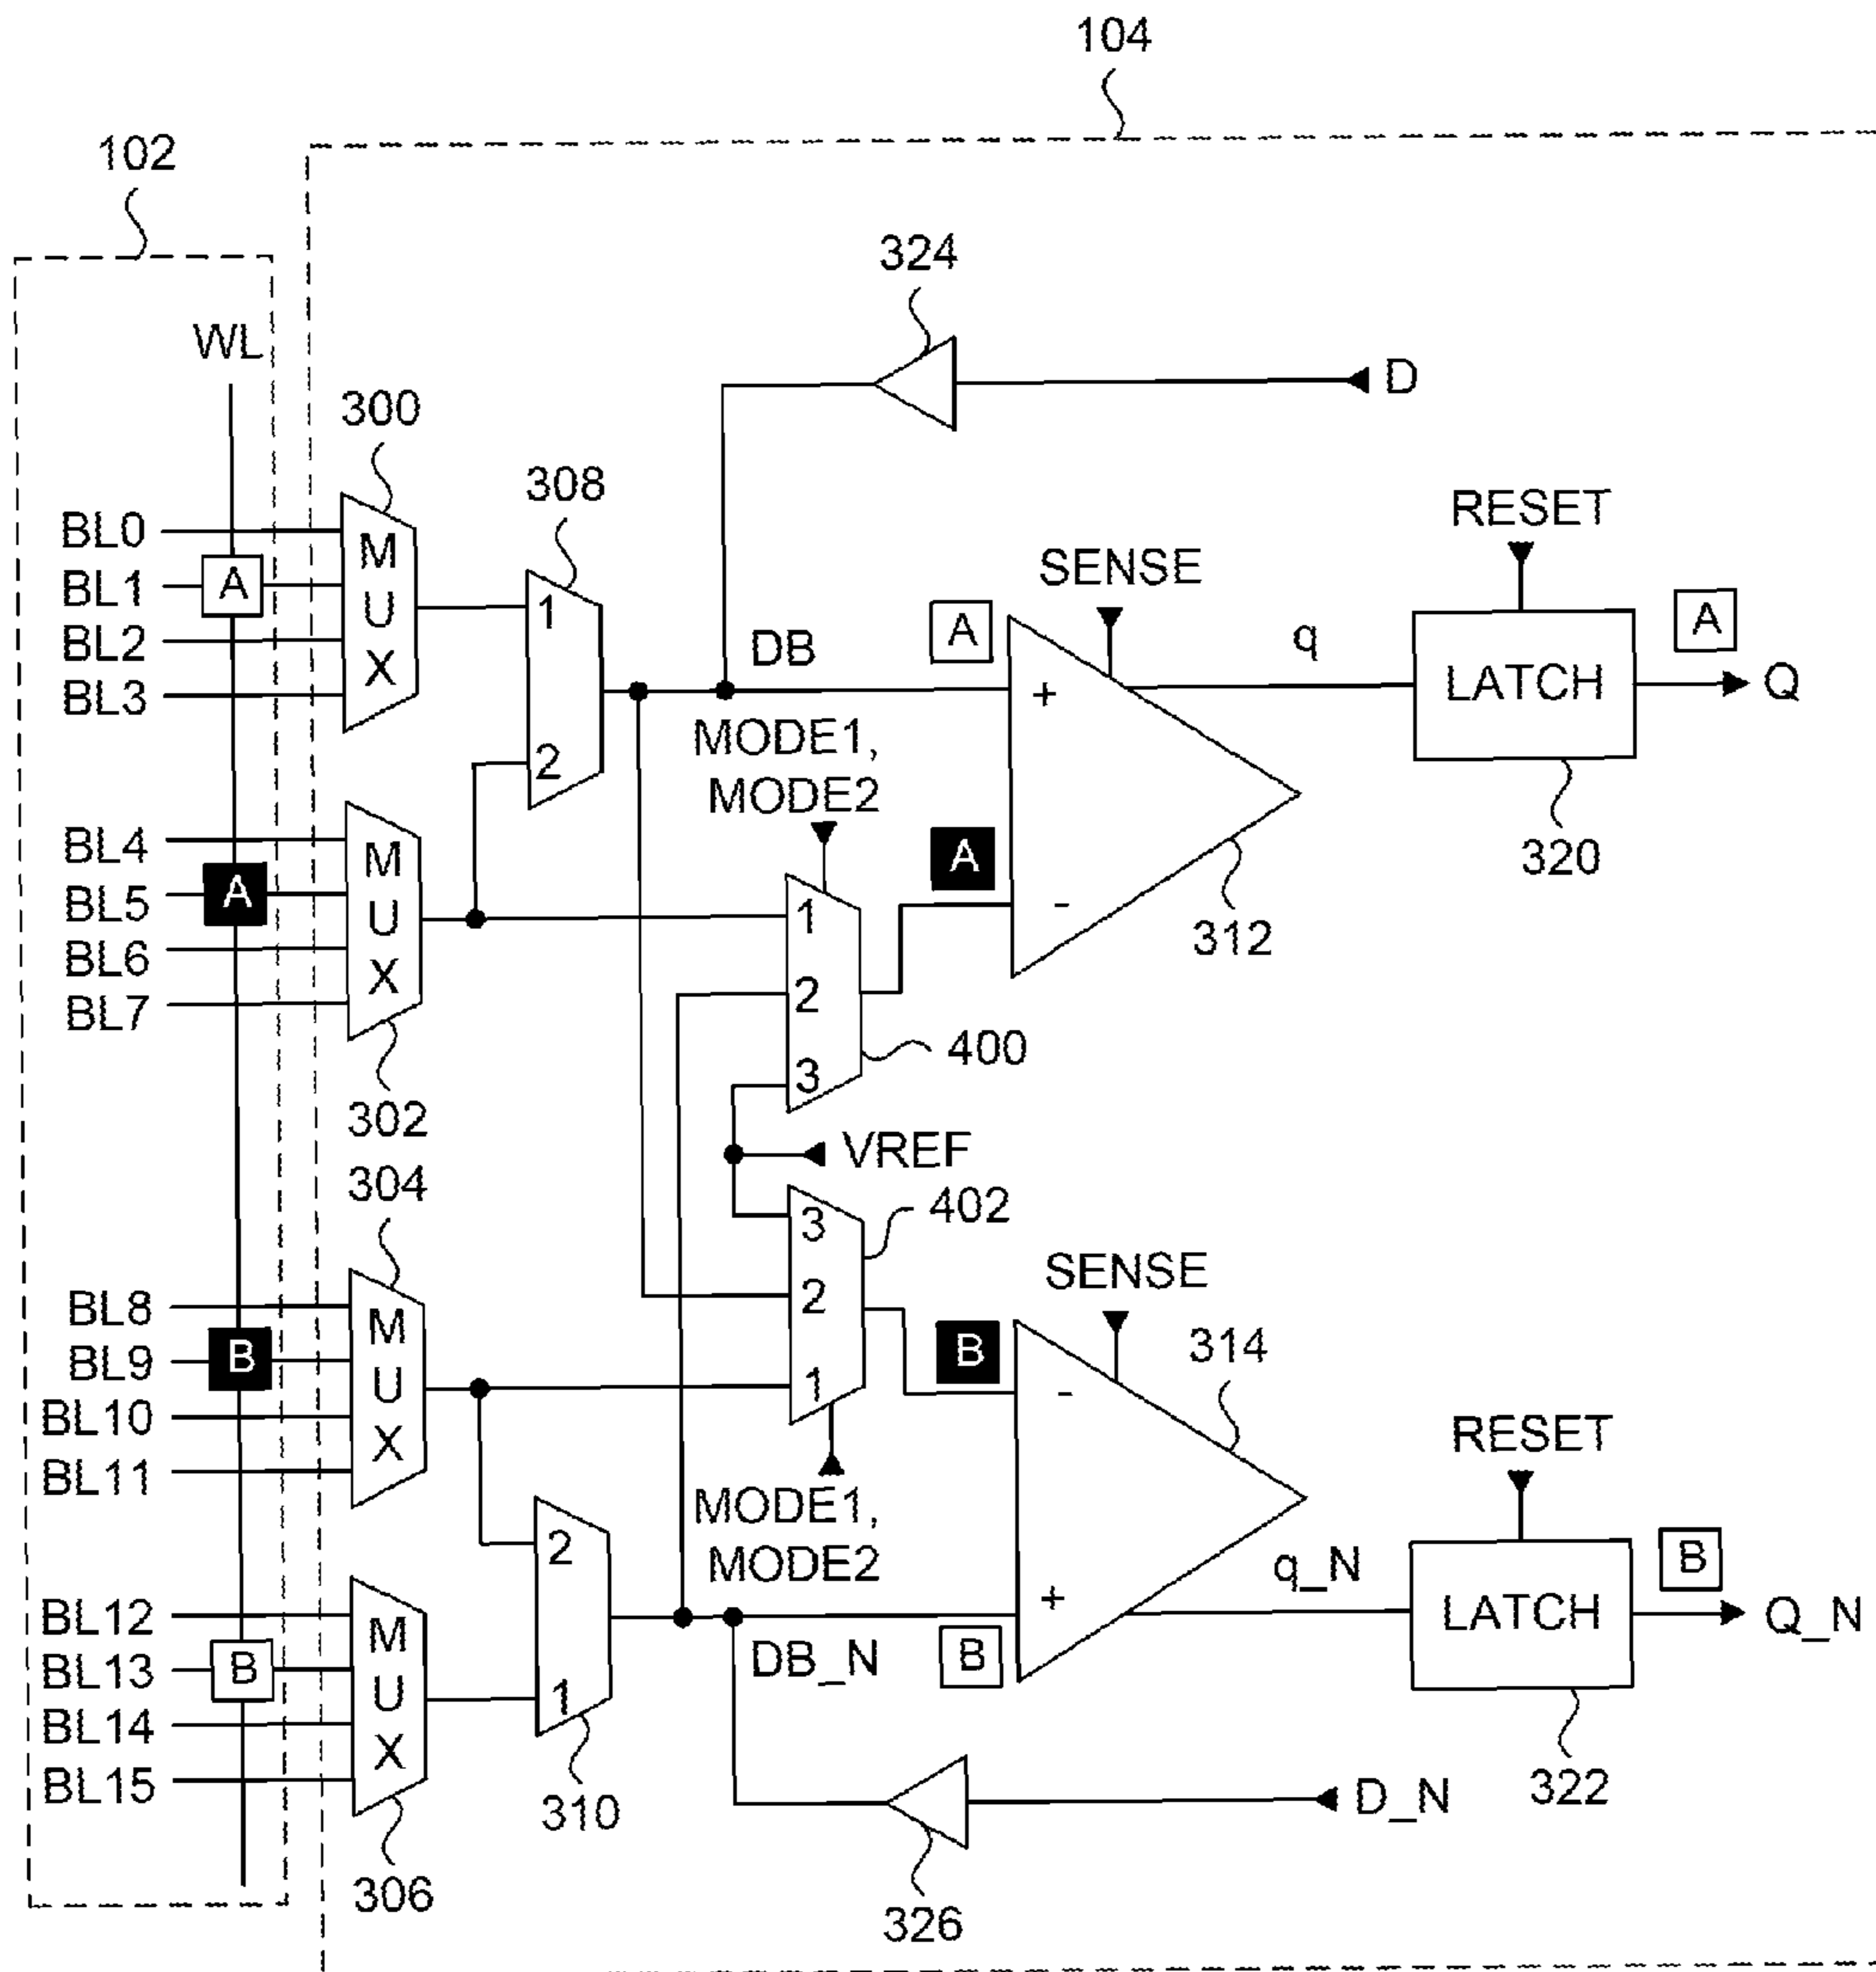 104
102
324
WL
D
300
308
RESET
BL0
M
SENSE
A
BL1
A
U
1
A
q
BL2
X
DB
LATCH
Q
BL3
+
2
MODE1,
MODE2
BL4
M
A
320
BL5
A
U
1
-
312
BL6
X
2
BL7
400
3
302
VREF
304
402
3
SENSE
BL8
M
2
B
314
BL9
B
U
1
-
RESET
BL10
X
BL11
MODE1,
2
MODE2
q_N
B
BL12
M
+
LATCH
Q_N
BL13
B
U
DB_N
B
1
BL14
X
BL15
310
D_N
322
306
326